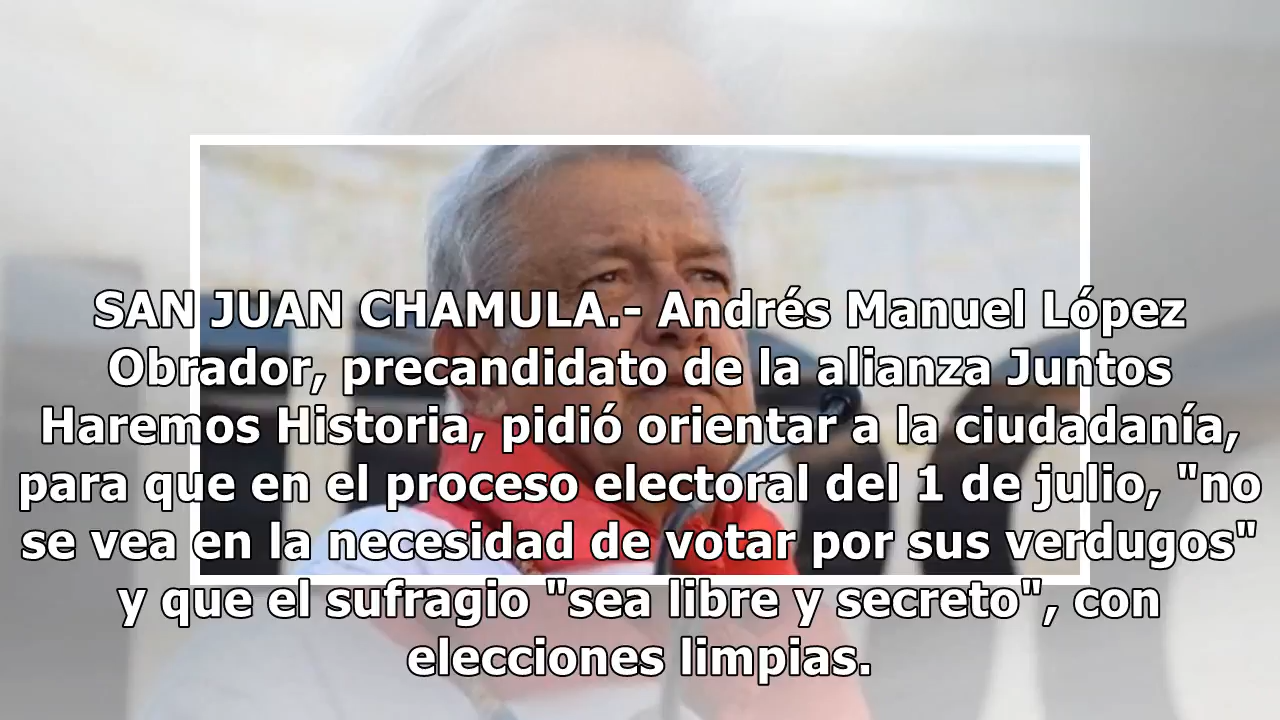 SAN JUAN CHAMULA.- Andrés Manuel López
Obrador, precandidato de la alianza Juntos
Haremos Historia, pidió orientar a la ciudadanía,
para que en el proceso electoral del 1 de julio, "no
se vea en la necesidad de votar por sus verdugos"
y que el sufragio "sea libre y secreto", con
elecciones limpias.